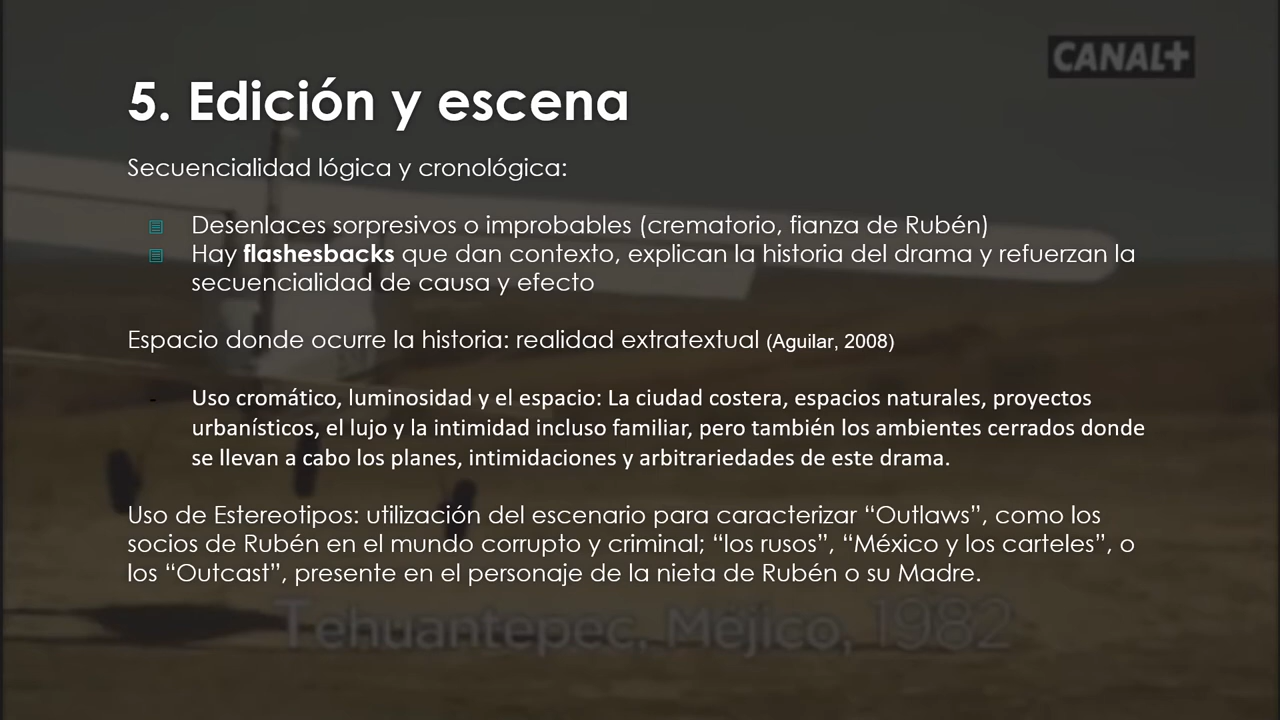 CANAL+
5. Edición y escena
Secuencialidad lógica y cronológica:
Desenlaces sorpresivos o improbables (crematorio, fianza de Rubén)
Hay flashesbacks que dan contexto, explican la historia del drama y refuerzan la
secuencialidad de causa y efecto
Espacio donde ocurre la historia: realidad extratextual (Aguilar, 2008)
- Uso cromático, luminosidad y el espacio: La ciudad costera, espacios naturales, proyectos
urbanísticos, el lujo y la intimidad incluso familiar, pero también los ambientes cerrados donde
se llevan a cabo los planes, intimidaciones y arbitrariedades de este drama.
Uso de Estereotipos: utilización del escenario para caracterizar “Outlaws”, como los
socios de Rubén en el mundo corrupto y criminal; “los rusos”, “México y los carteles”, o
los “Outcast”, presente en el personaje de la nieta de Rubén o su Madre.
Tehuantepec, Méjico, 1982